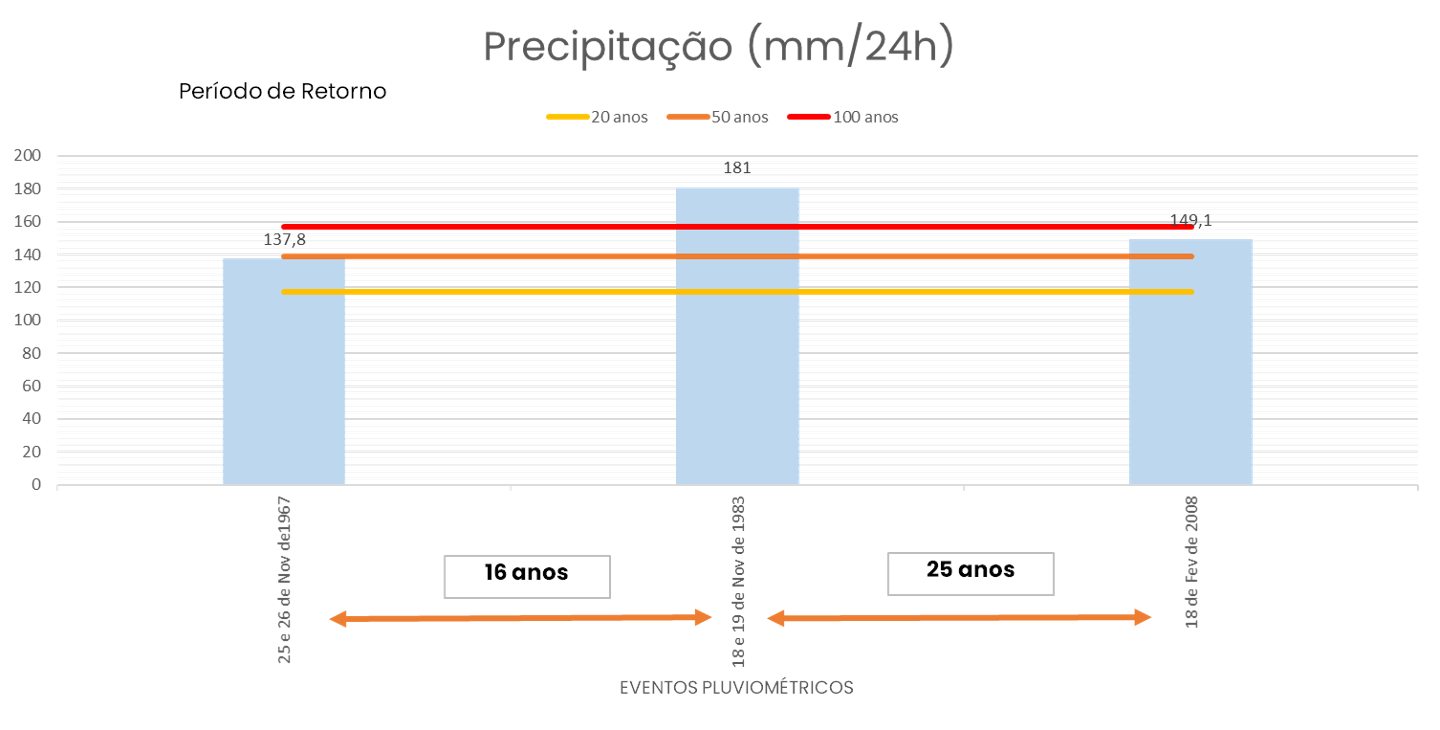 Precipitação (mm/24h)
Período de Retorno
20 anos
50 anos
100 anos
200
180
160
140
120
100
80
60
40
20
0
137,8
181
149,1
25 e 26 de Nov de1967
18 e 19 de Nov de 1983
18 de Fev de 2008
16 anos
25 anos
EVENTOS PLUVIOMÉTRICOS